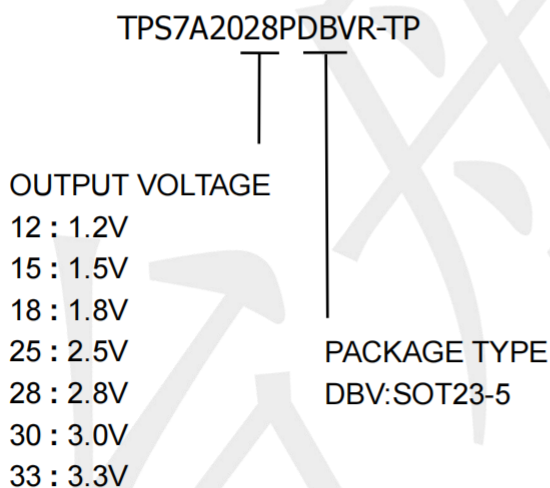 TPS7A2028PDBVR-TP
OUTPUT VOLTAGE
12 : 1.2V
15 : 1.5V
18 : 1.8V
25 : 2.5V
28 : 2.8V
30 : 3.0V
33 : 3.3V
PACKAGE TYPE
DBV:SOT23-5